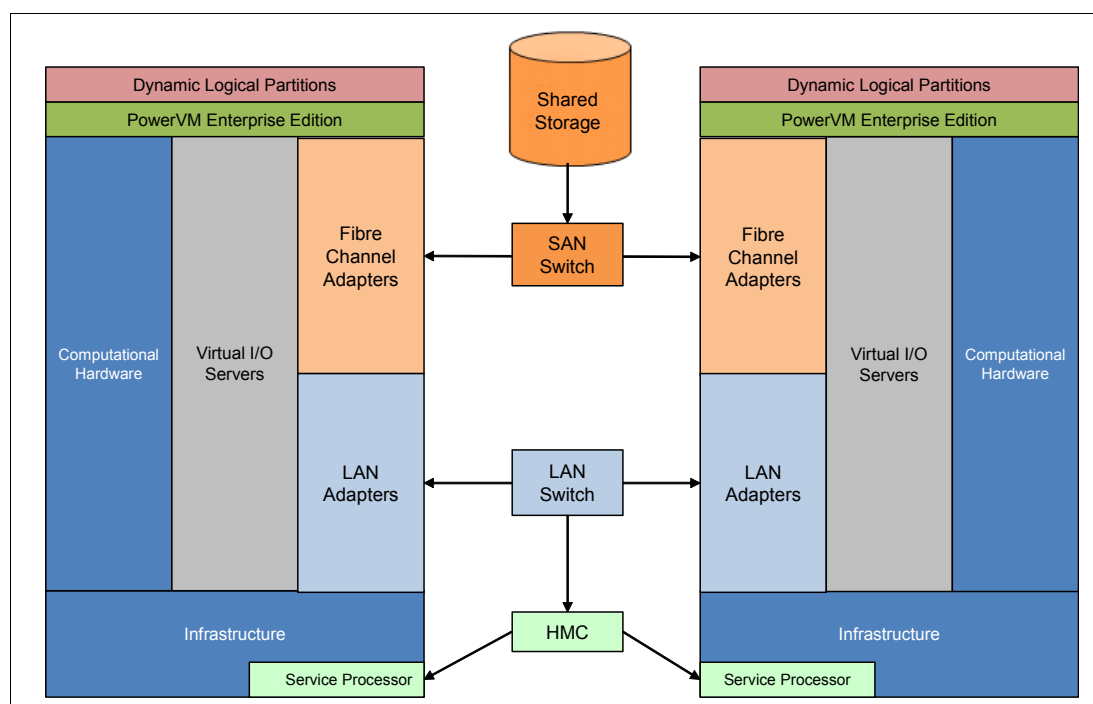 Dynamic Logical Partitions
PowerVM Enterprise Edition
Computational
Hardware
Virtual I/O
Servers
Fibre
Channel
Adapters
LAN
Adapters
Infrastructure
Service Processor
Shared
Storage
SAN
Switch
LAN
Switch
HMC
Dynamic Logical Partitions
PowerVM Enterprise Edition
Fibre
Channel
Adapters
LAN
Adapters
Virtual I/O
Servers
Computational
Hardware
Infrastructure
Service Processor